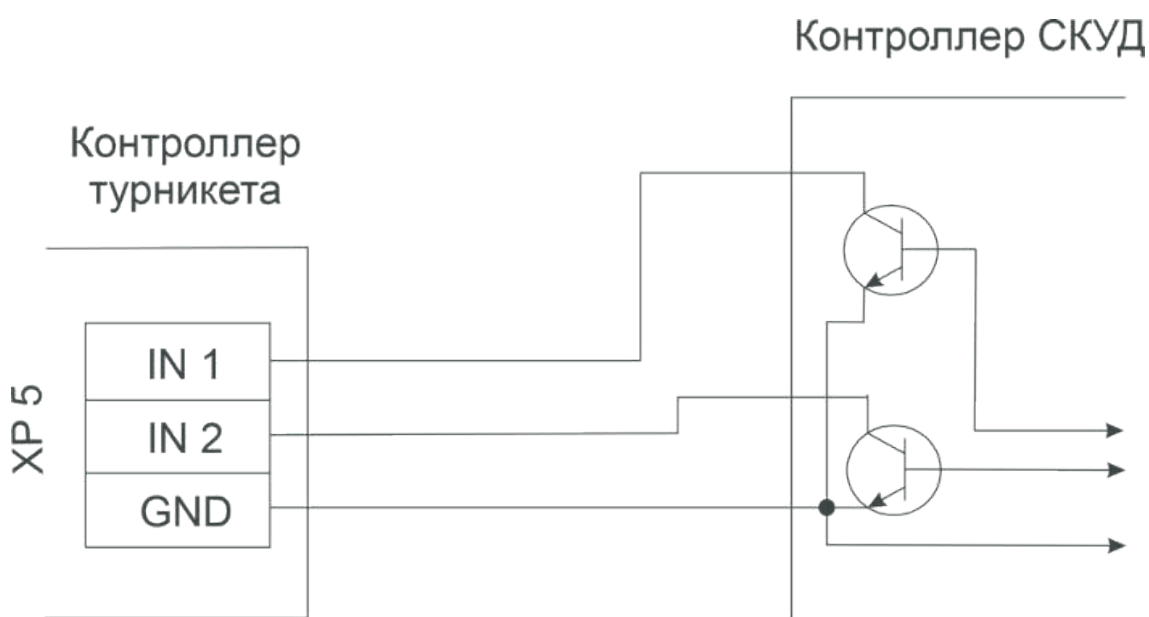 Контроллер СКУД
Контроллер
турникета
XP 5
IN 1
IN 2
GND